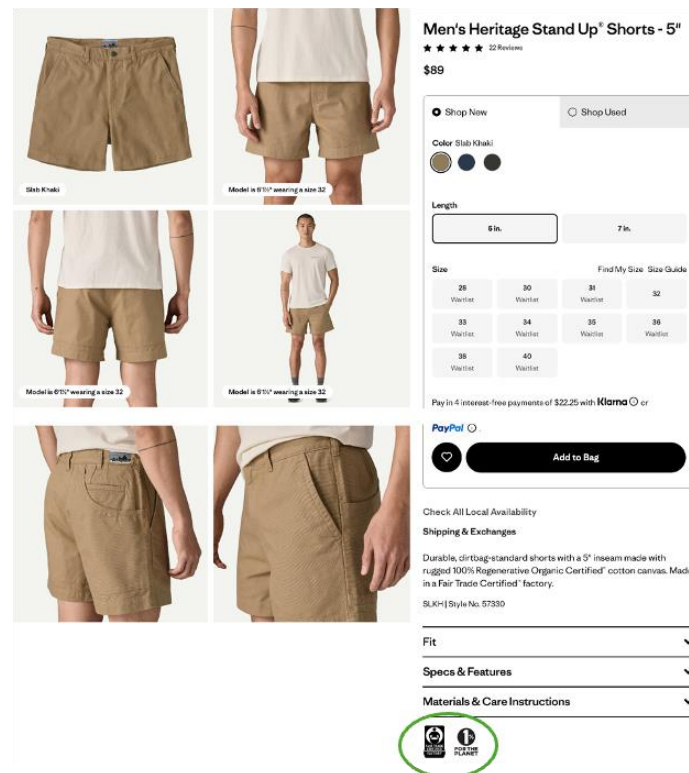 Men's Heritage Stand Up® Shorts - 5"
22 Reviews
$89
Shop New
Shop Used
Color Slab Khaki
Length
5 in.
7 in.
Size
Find My Size Size Guide
28
Waitlist
30
Waitlist
31
Waitlist
32
33
Waitlist
34
Waitlist
35
Waitlist
36
Waitlist
38
Waitlist
40
Waitlist
Pay in 4 interest-free payments of $22.25 with Klarna or
PayPal
Add to Bag
Check All Local Availability
Shipping & Exchanges
Durable, dirtbag-standard shorts with a 5" inseam made with
rugged 100% Regenerative Organic Certified® cotton canvas. Made
in a Fair Trade Certified™ factory.
SLKH | Style No. 57330
Fit
Specs & Features
Materials & Care Instructions
FAIR TRADE
CERTIFIED
FACTORY
1%
FOR THE
PLANET
Slab Khaki
Model is 6'1½" wearing a size 32
Model is 6'1½" wearing a size 32
Model is 6'1½" wearing a size 32